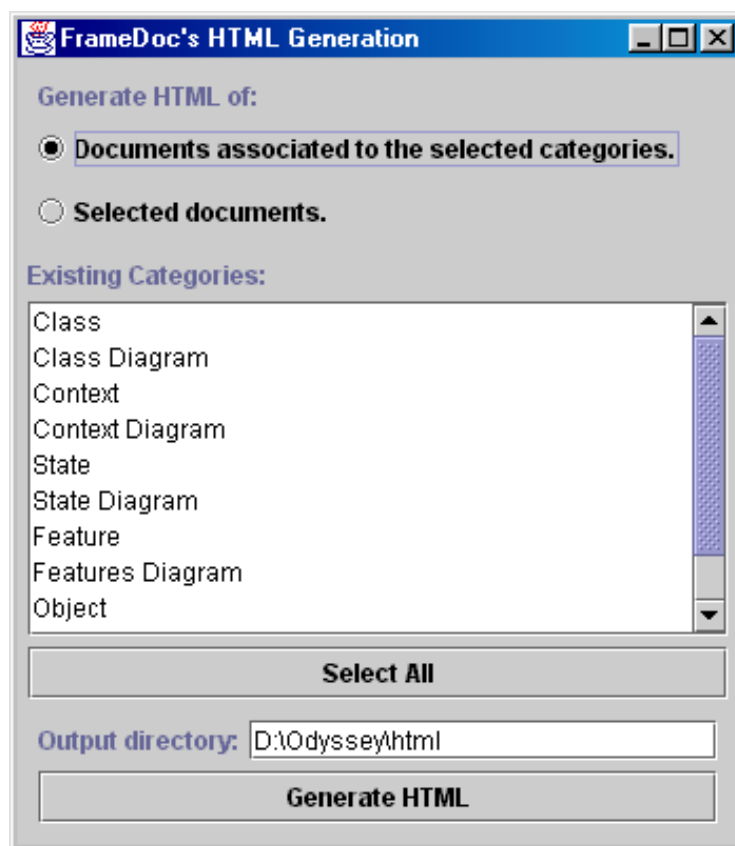 FrameDoc's HTML Generation
Generate HTML of:
Documents associated to the selected categories.
Selected documents.
Existing Categories:
Class
Class Diagram
Context
Context Diagram
State
State Diagram
Feature
Features Diagram
Object
Select All
Output directory: D:\Odyssey\html
Generate HTML